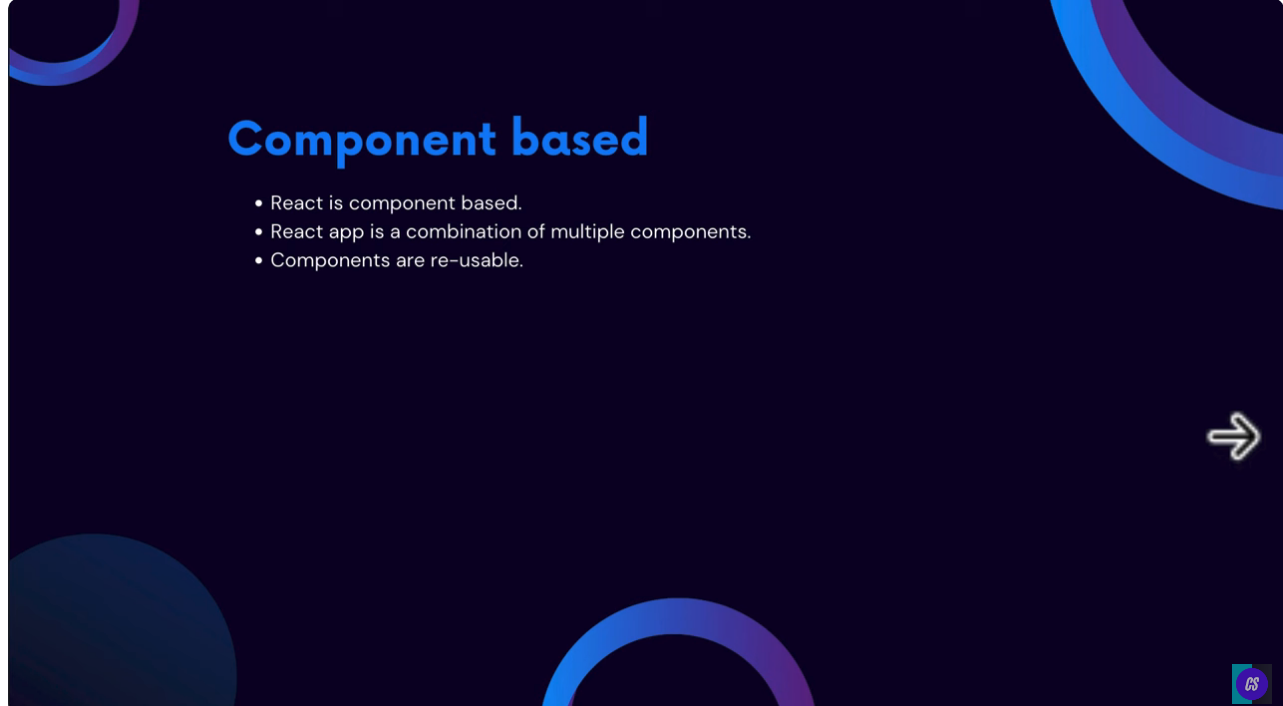 Component based
• React is component based.
• React app is a combination of multiple components.
• Components are re-usable.
CS